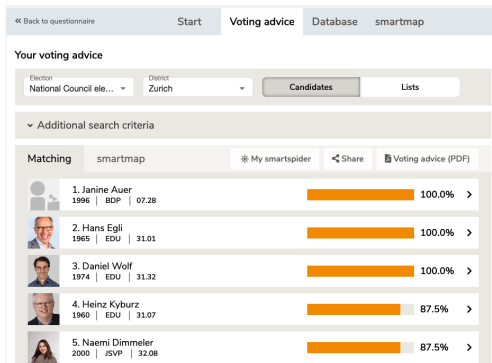 « Back to questionnaire
Start
Voting advice
Database
smartmap
Your voting advice
Election
National Council ele...
District
Zurich
Candidates
Lists
Additional search criteria
Matching
smartmap
My smartspider
Share
Voting advice (PDF)
1. Janine Auer
1996 | BDP | 07.28
100.0%
2. Hans Egli
1965 | EDU | 31.01
100.0%
3. Daniel Wolf
1974 | EDU | 31.32
100.0%
4. Heinz Kyburz
1960 | EDU | 31.07
87.5%
5. Naemi Dimmeler
2000 | JSVP | 32.08
87.5%